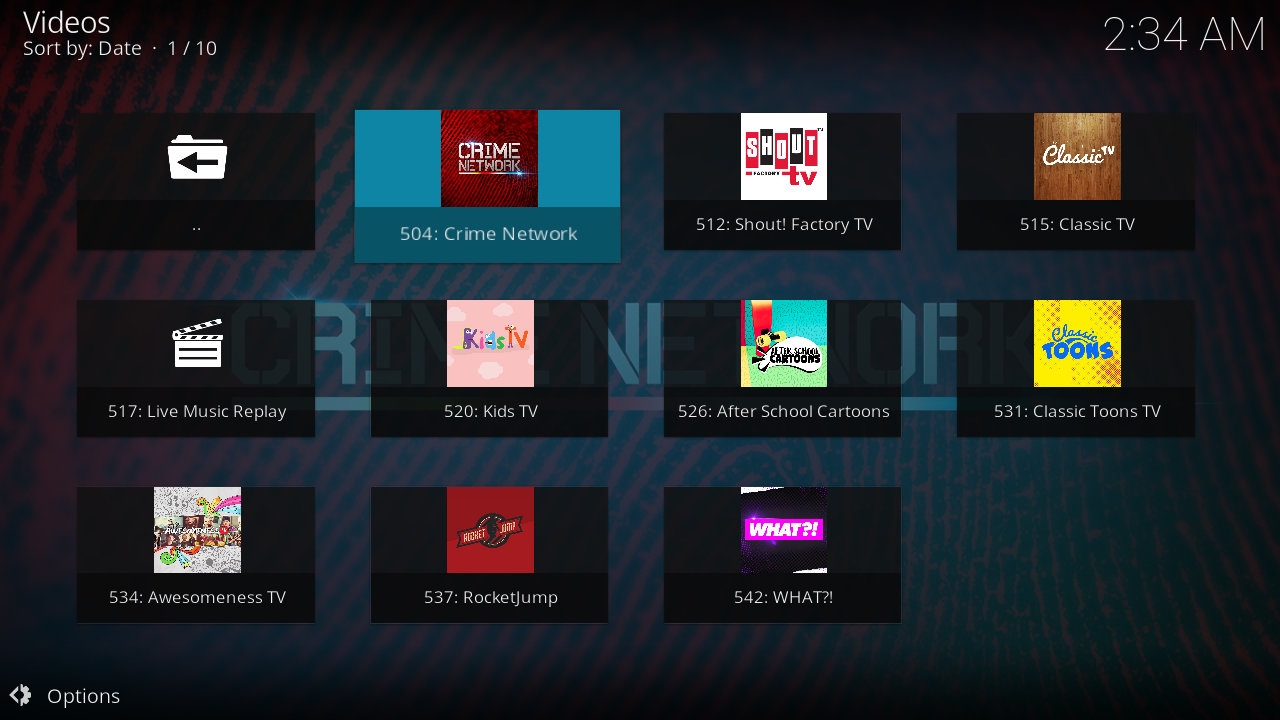 Videos
Sort by: Date · 1 / 10
2:34 AM
..
CRIME
NETWORK
504: Crime Network
SHOUT
TV
FACTORY
tv
512: Shout! Factory TV
Classic TV
515: Classic TV
CRIME NETWORK
517: Live Music Replay
KidsTV
520: Kids TV
AFTER SCHOOL
CARTOONS
526: After School Cartoons
Classic
TOONS
531: Classic Toons TV
AWESOMENESS TV
534: Awesomeness TV
ROCKET JUMP
537: RocketJump
WHAT?!
542: WHAT?!
Options